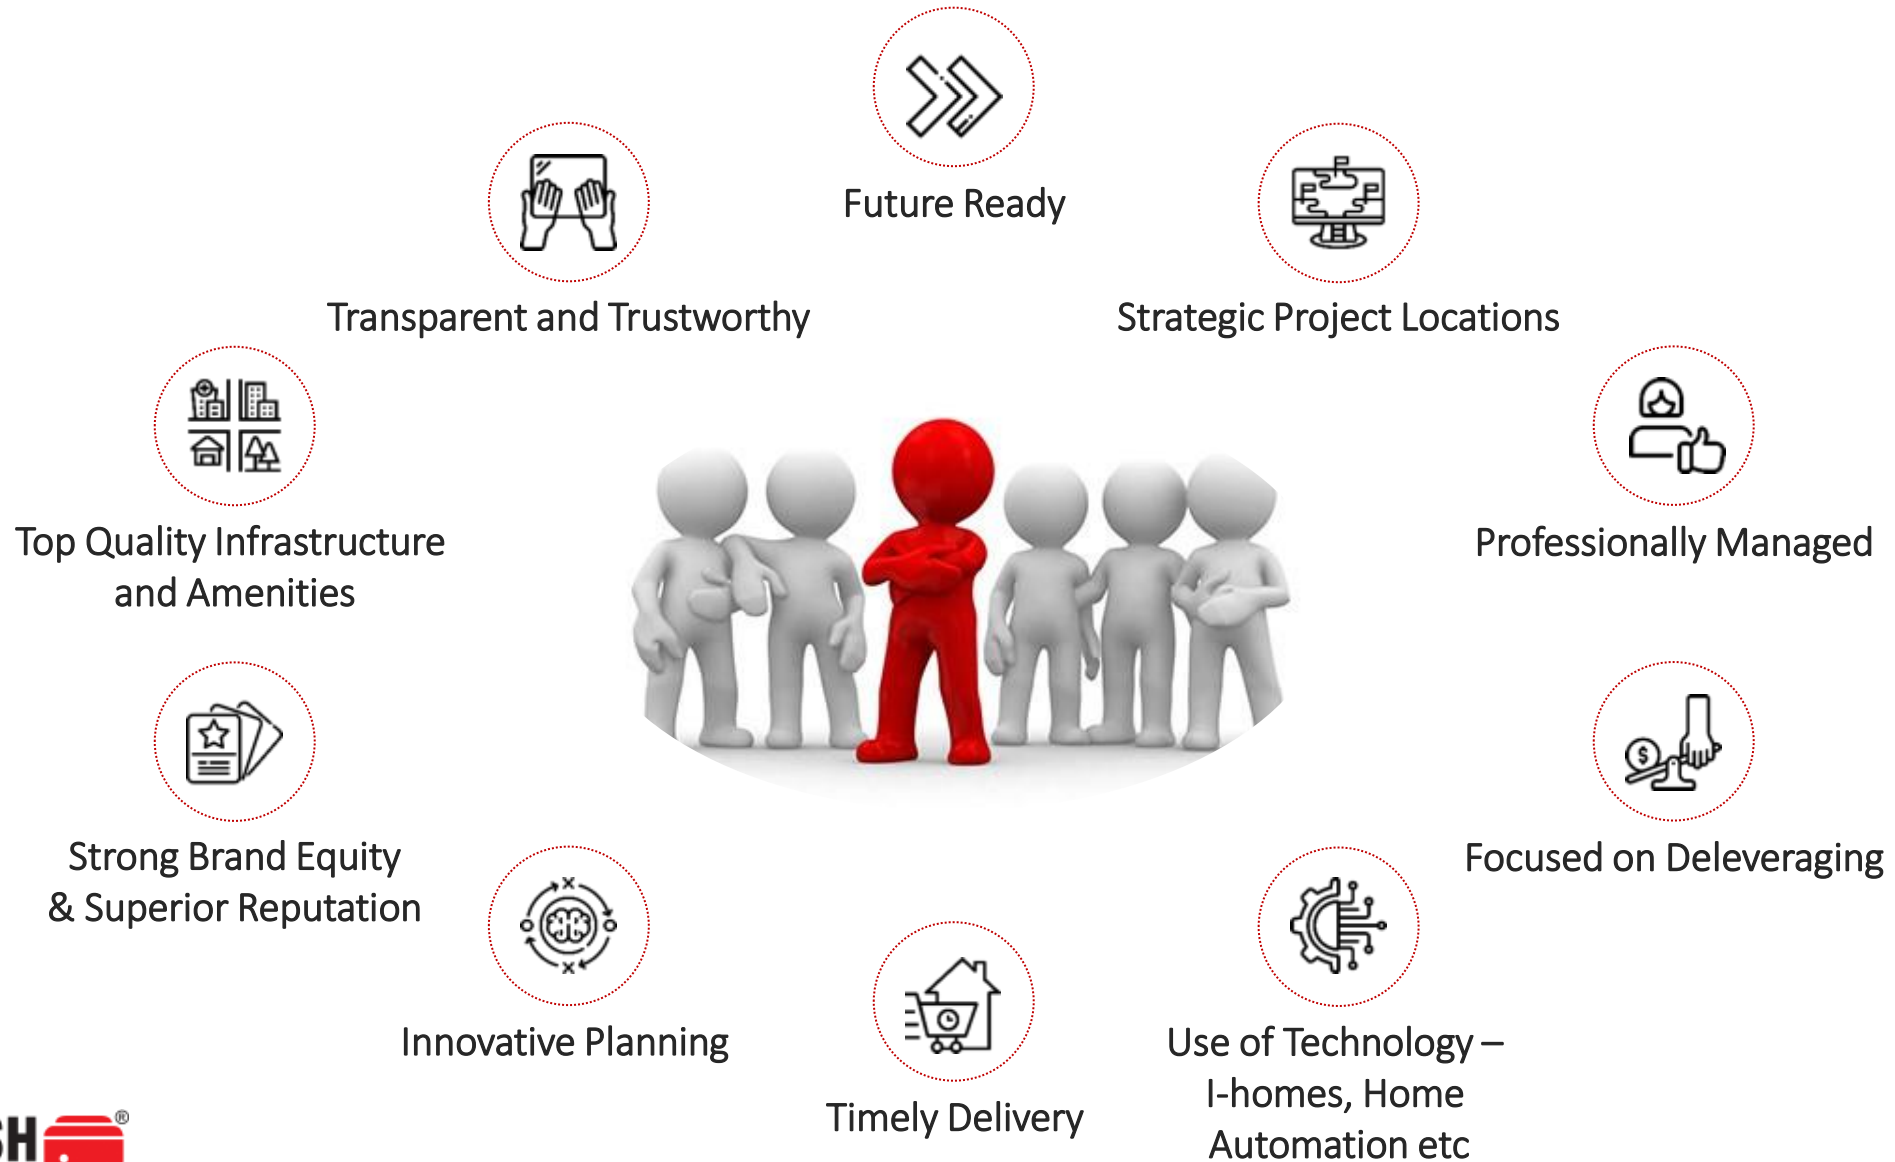 Future Ready
Transparent and Trustworthy
Strategic Project Locations
Top Quality Infrastructure
and Amenities
Professionally Managed
Strong Brand Equity
& Superior Reputation
Focused on Deleveraging
Innovative Planning
Timely Delivery
Use of Technology –
I-homes, Home
Automation etc